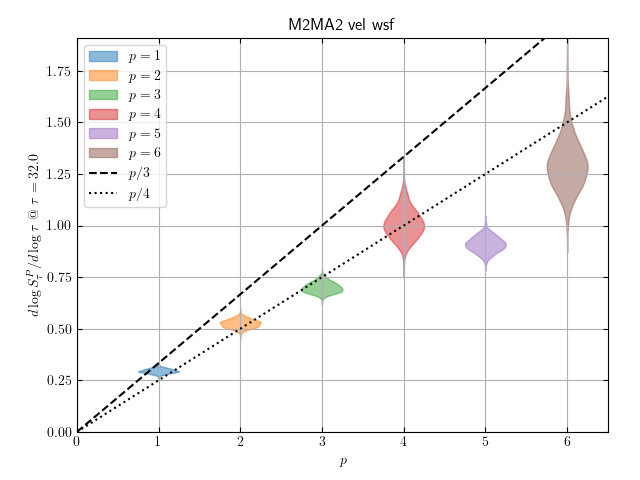 M2MA2 vel wsf
p = 1
p = 2
p = 3
p = 4
p = 5
p = 6
p/3
p/4
d log S_τ^P / d log τ @ τ = 32.0
1.75
1.50
1.25
1.00
0.75
0.50
0.25
0.00
0 1 2 3 4 5 6
p